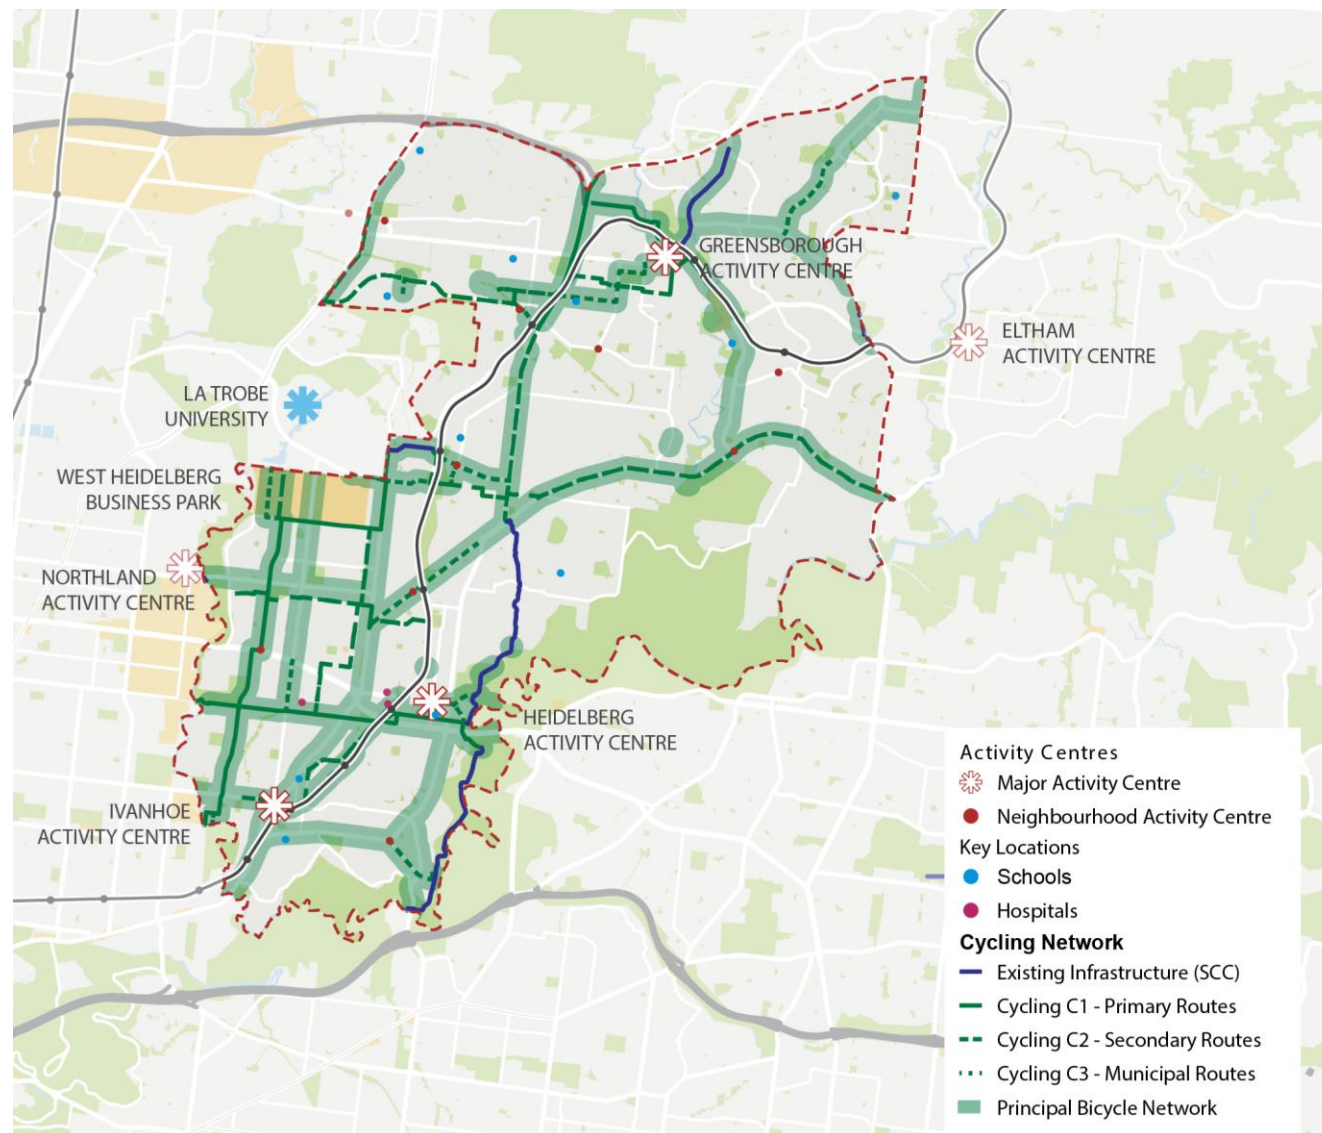 GREENSBOROUGH
ACTIVITY CENTRE
ELTHAM
ACTIVITY CENTRE
LA TROBE
UNIVERSITY
WEST HEIDELBERG
BUSINESS PARK
NORTHLAND
ACTIVITY CENTRE
HEIDELBERG
ACTIVITY CENTRE
IVANHOE
ACTIVITY CENTRE
Activity Centres
Major Activity Centre
Neighbourhood Activity Centre
Key Locations
Schools
Hospitals
Cycling Network
Existing Infrastructure (SCC)
Cycling C1 - Primary Routes
Cycling C2 - Secondary Routes
Cycling C3 - Municipal Routes
Principal Bicycle Network